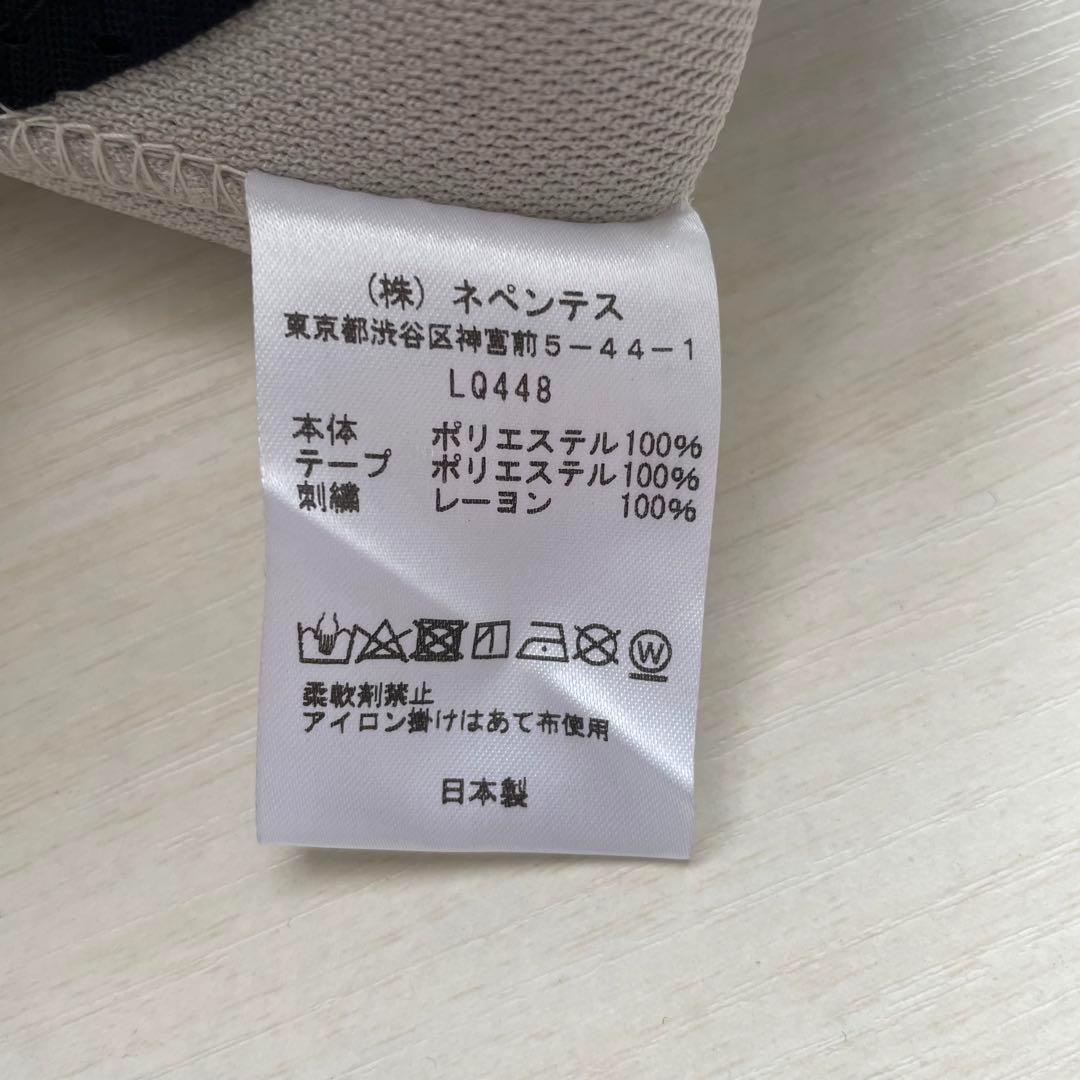 (株) ネペンテス
東京都渋谷区神宮前5-44-1
LQ448
本体 ポリエステル100%
テープ ポリエステル100%
刺繍 レーヨン 100%
W
柔軟剤禁止
アイロン掛けはあて布使用
日本製